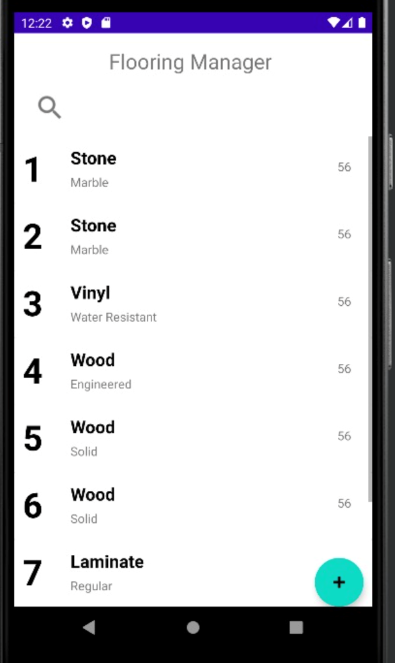 12:22
Flooring Manager
1 Stone 56
Marble
2 Stone 56
Marble
3 Vinyl 56
Water Resistant
4 Wood 56
Engineered
5 Wood 56
Solid
6 Wood 56
Solid
7 Laminate
Regular
+